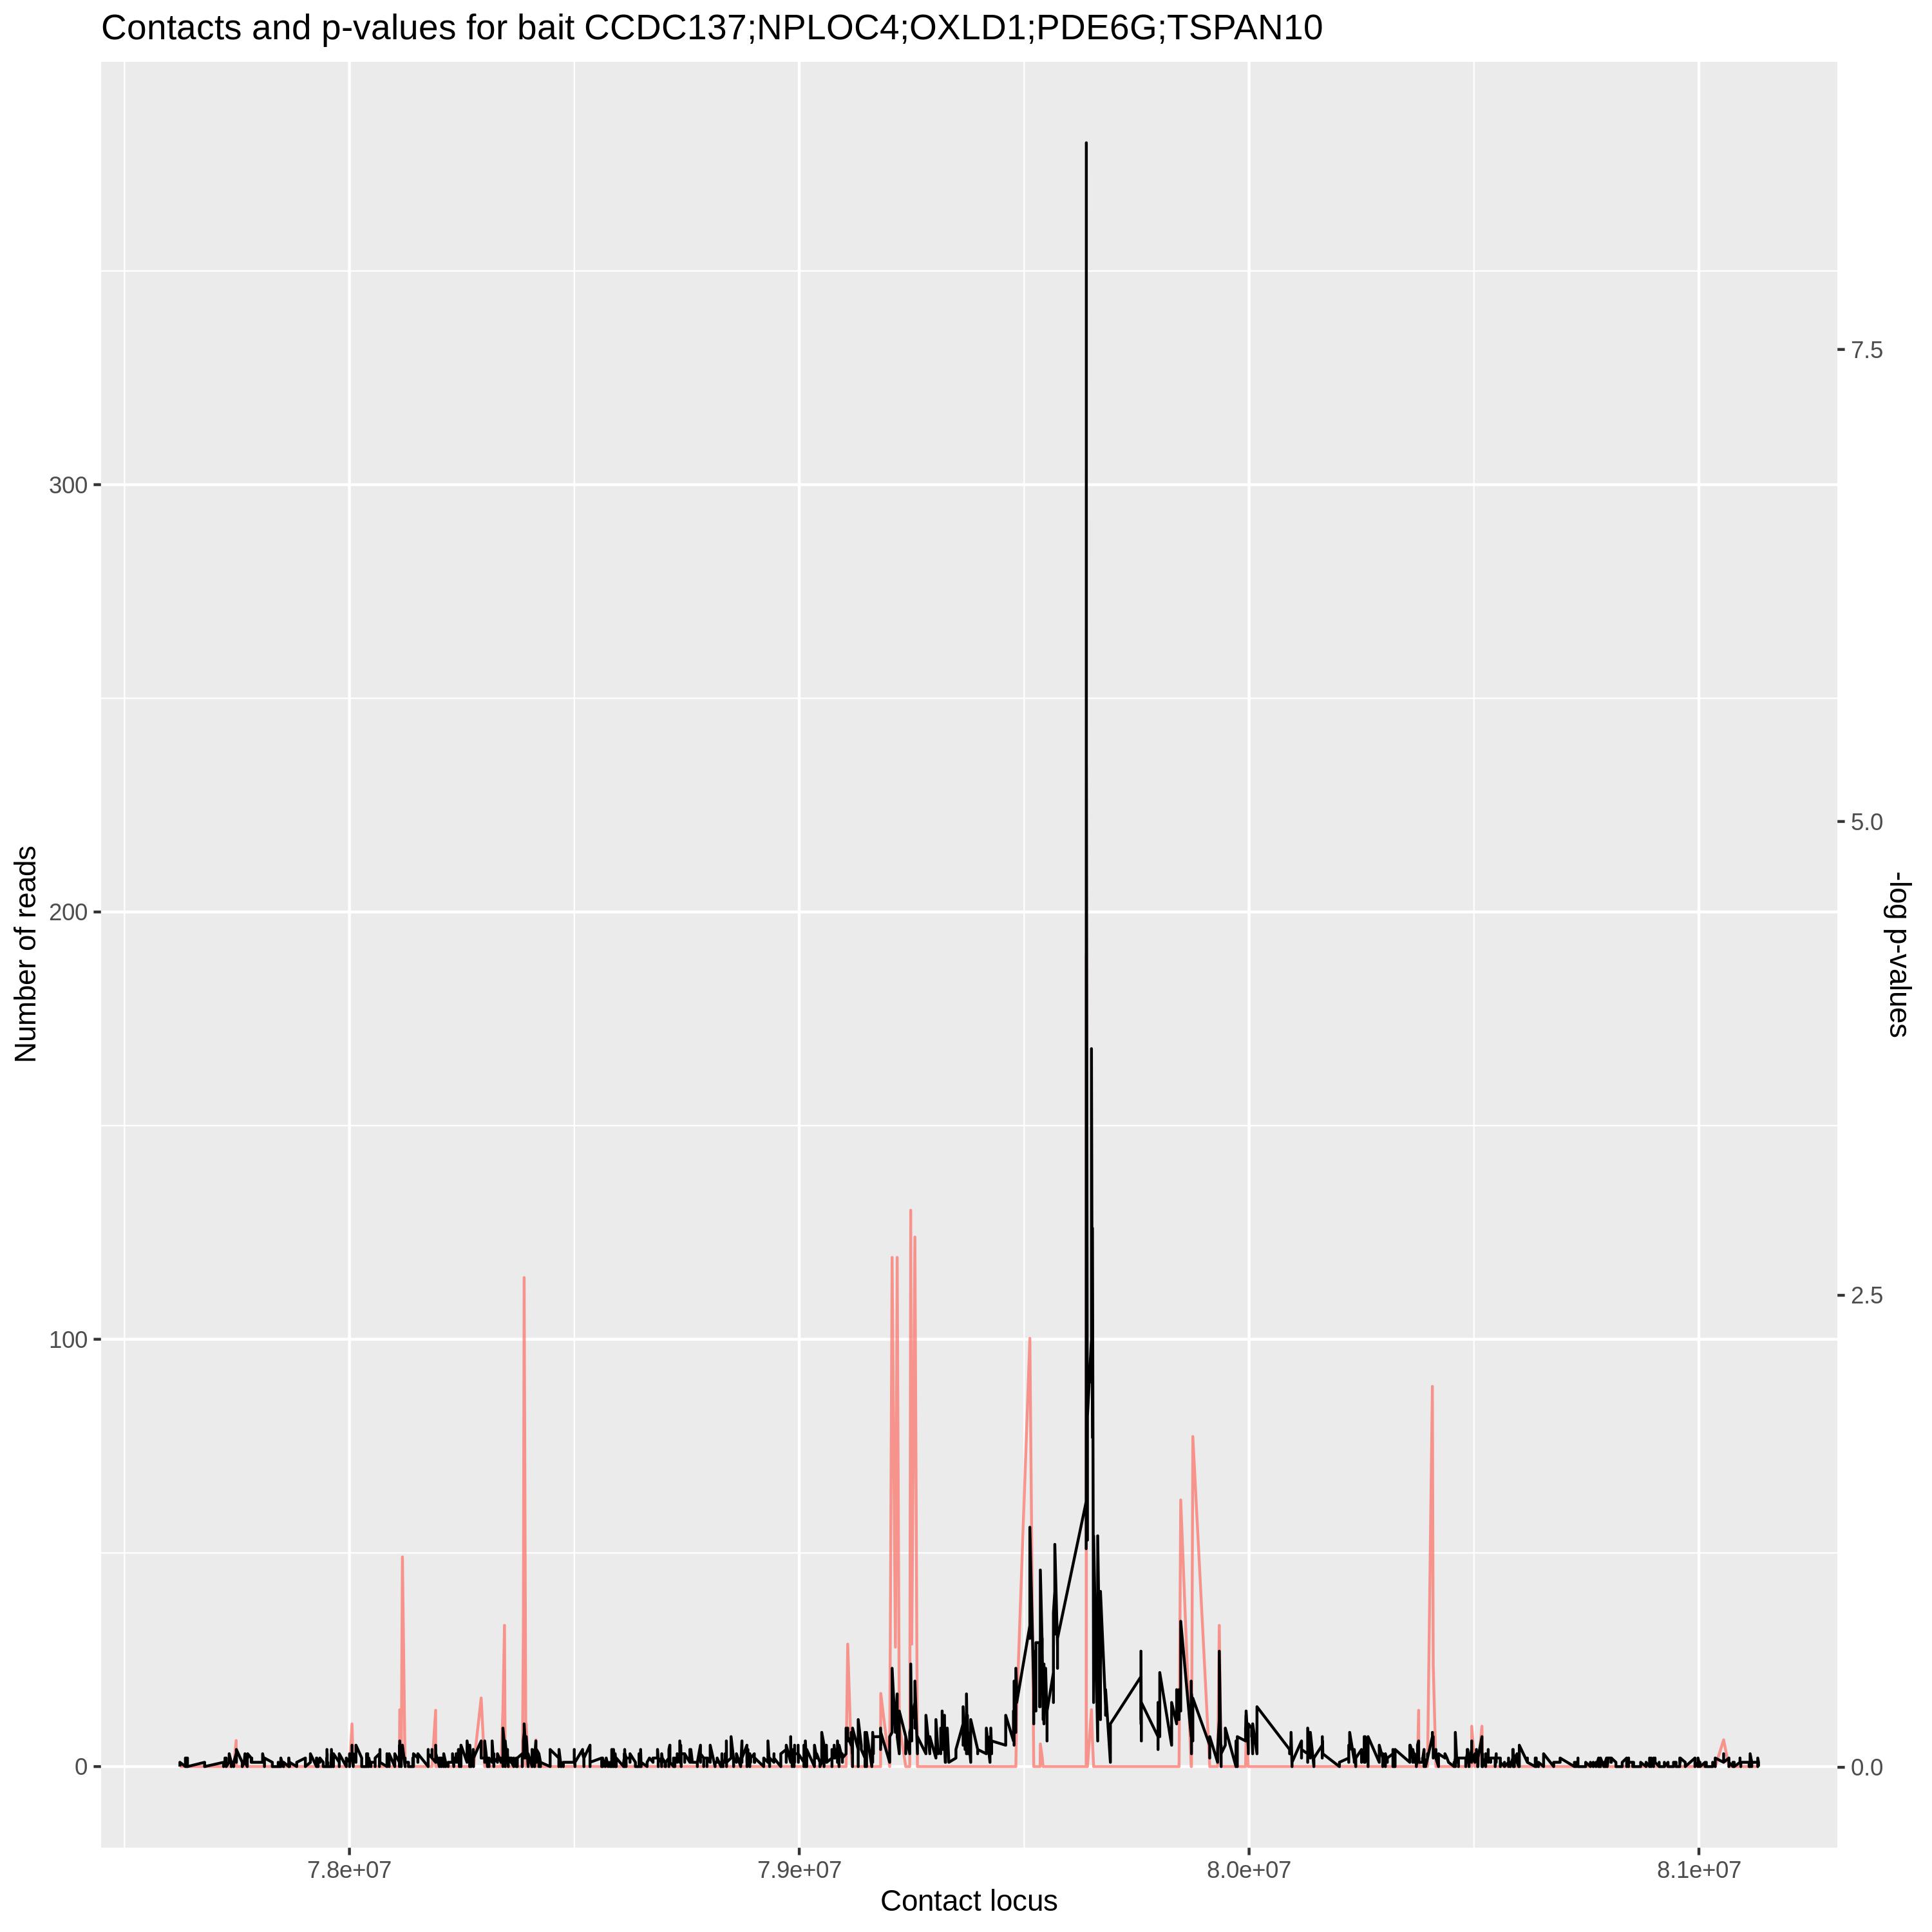 Contacts and p-values for bait CCDC137;NPLOC4;OXLD1;PDE6G;TSPAN10
Number of reads
300
200
100
0
7.5
5.0
2.5
0.0
-log p-values
7.8e+07
7.9e+07
8.0e+07
8.1e+07
Contact locus